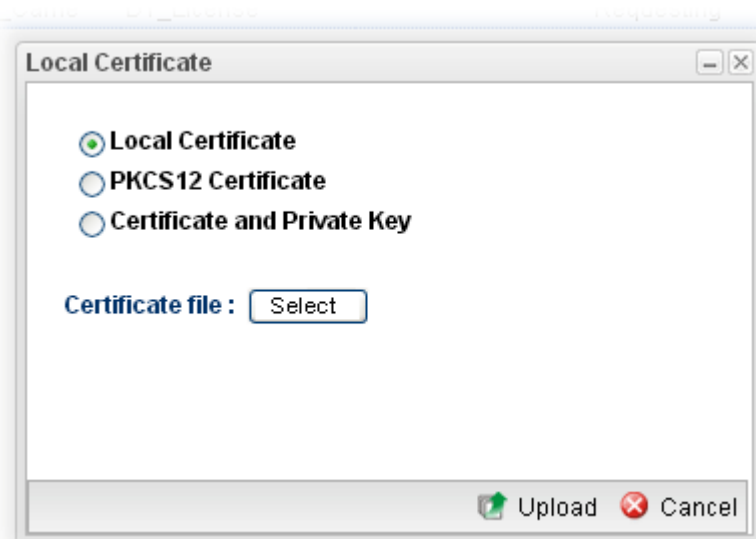 Local Certificate
Local Certificate
PKCS12 Certificate
Certificate and Private Key
Certificate file : Select
Upload Cancel